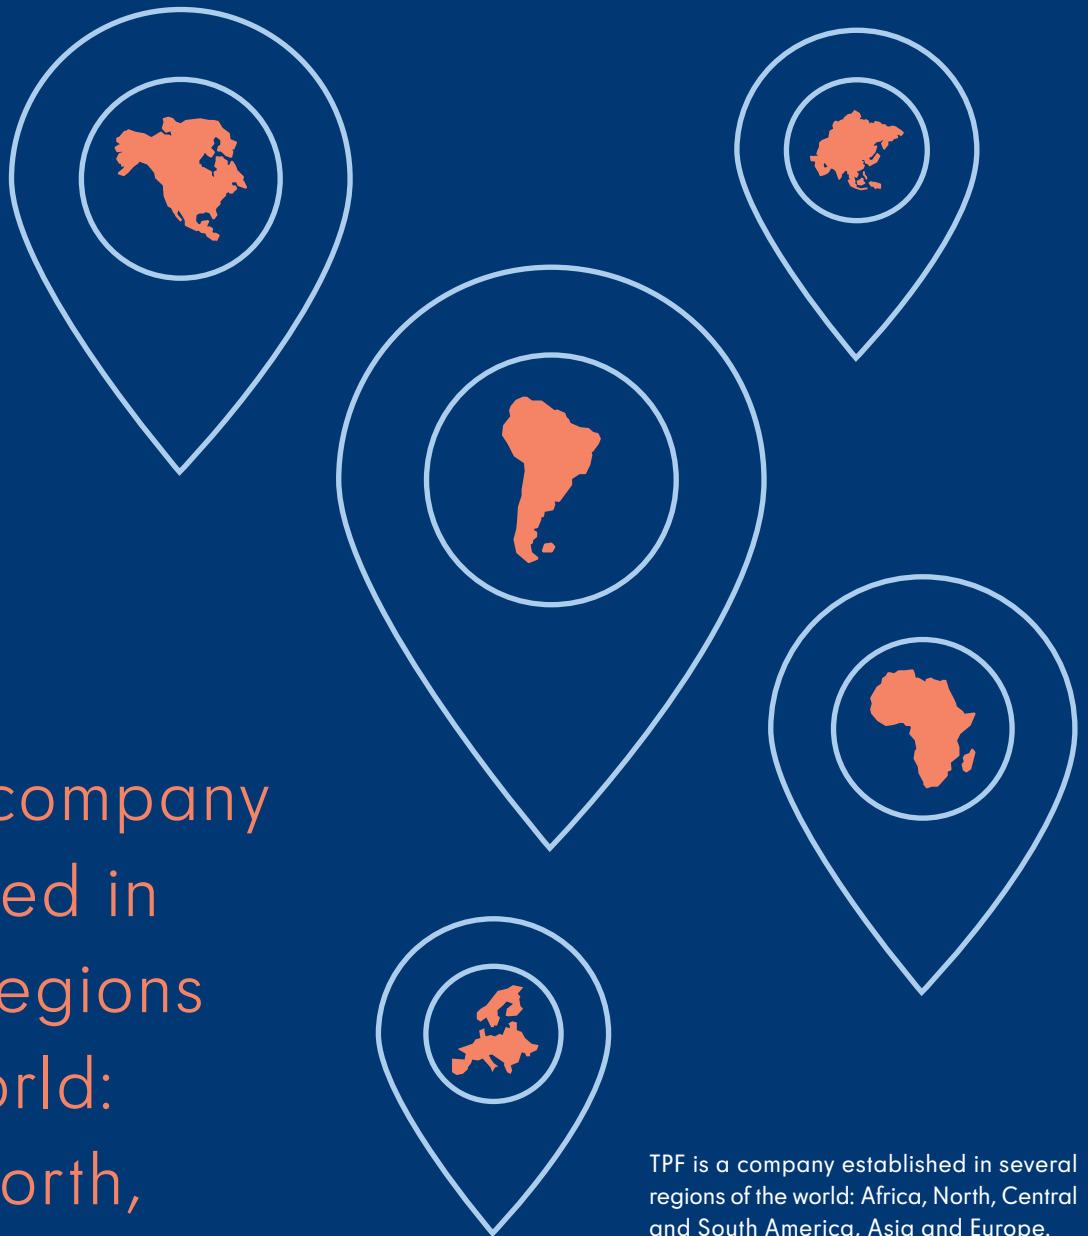 company
ed in
egions
orld:
orth,
TPF is a company established in several
regions of the world: Africa, North, Central
and South America, Asia and Europe.